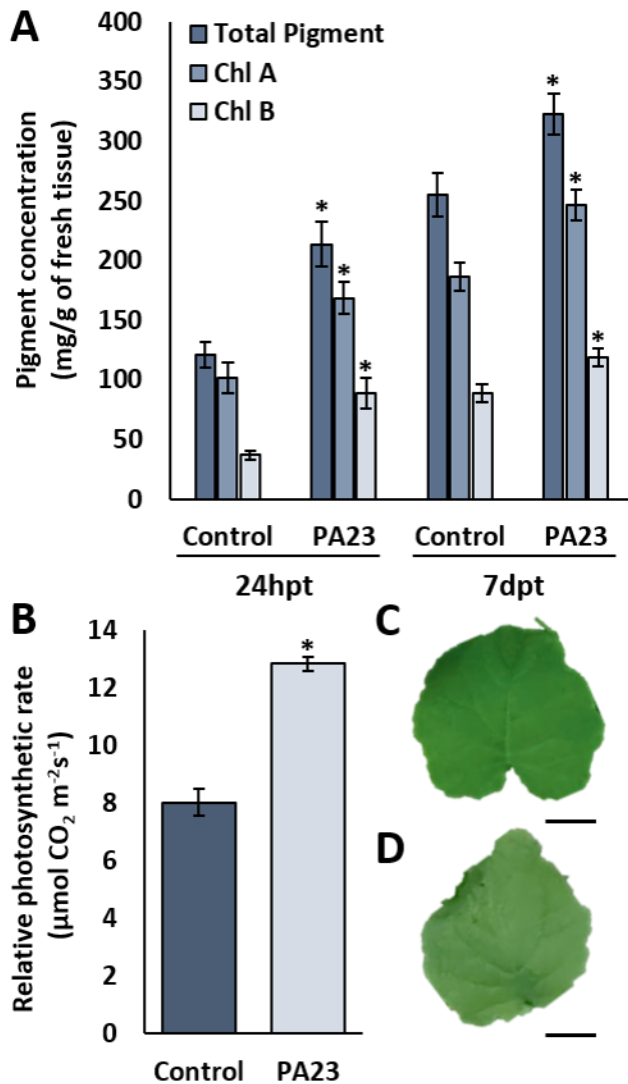 A
Pigment concentration
(mg/g of fresh tissue)
400
350
300
250
200
150
100
50
0
Total Pigment
Chl A
Chl B
* * *
* * *
Control PA23 Control PA23
24hpt 7dpt
B
Relative photosynthetic rate
(µmol CO₂ m⁻²s⁻¹)
14
12
10
8
6
4
2
0
*
Control PA23
C
D